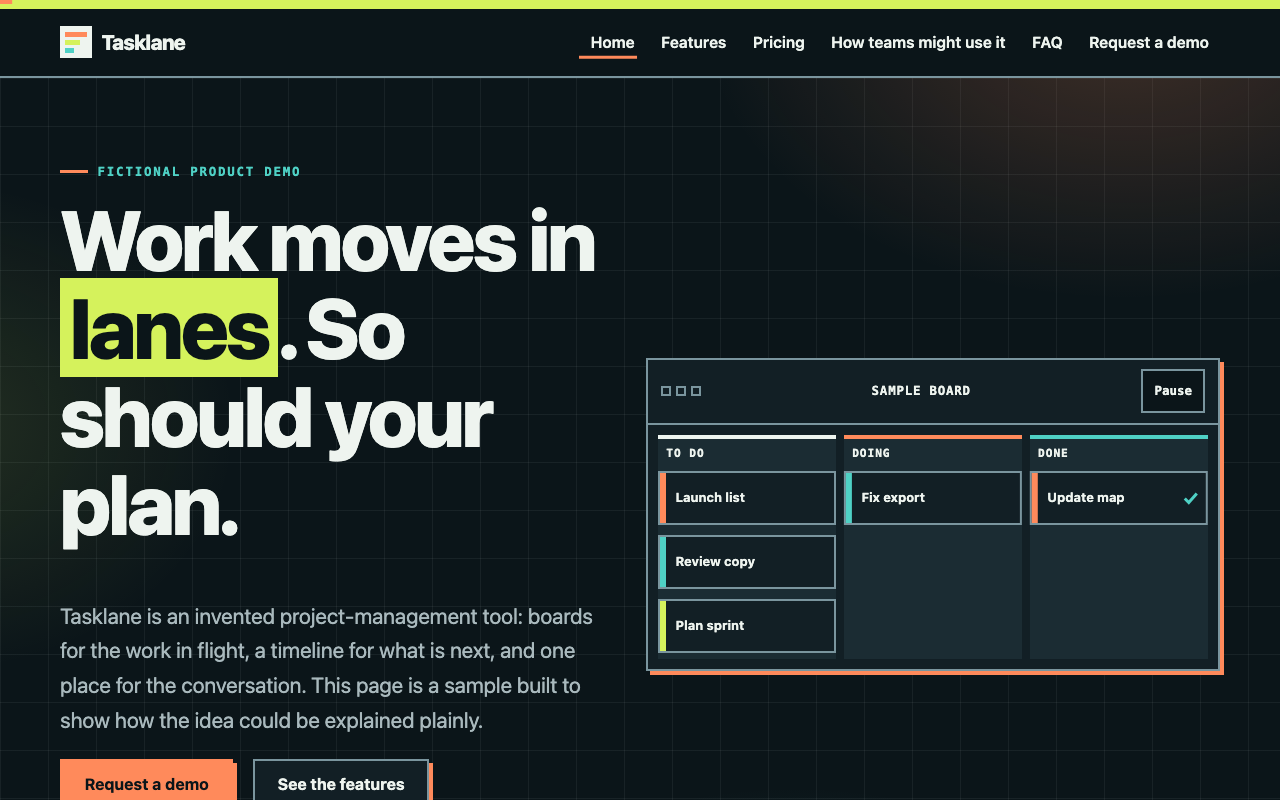 Tasklane
Home
Features
Pricing
How teams might use it
FAQ
Request a demo
FICTIONAL PRODUCT DEMO
Work moves in
lanes. So
should your
plan.
Tasklane is an invented project-management tool: boards
for the work in flight, a timeline for what is next, and one
place for the conversation. This page is a sample built to
show how the idea could be explained plainly.
Request a demo
See the features
SAMPLE BOARD
Pause
TO DO
Launch list
Review copy
Plan sprint
DOING
Fix export
DONE
Update map